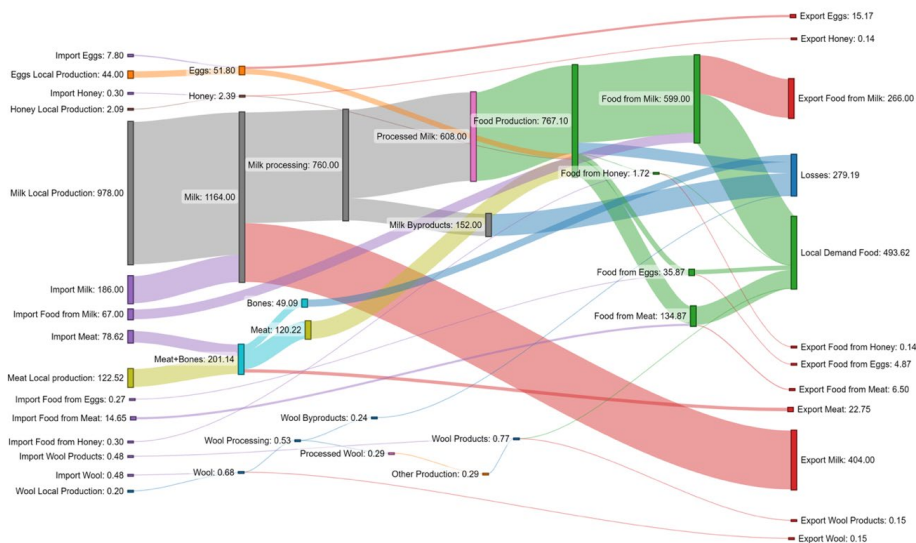 Export Eggs: 15.17
Export Honey: 0.14
Import Eggs: 7.80
Eggs Local Production: 44.00
Eggs: 51.80
Import Honey: 0.30
Honey: 2.39
Honey Local Production: 2.09
Food from Milk: 599.00
Export Food from Milk: 266.00
Food Production: 767.10
Processed Milk: 608.00
Milk processing: 760.00
Food from Honey: 1.72
Losses: 279.19
Milk Local Production: 978.00
Milk: 1164.00
Milk Byproducts: 152.00
Local Demand Food: 493.62
Food from Eggs: 35.87
Import Milk: 186.00
Bones: 49.09
Import Food from Milk: 67.00
Food from Meat: 134.87
Meat: 120.22
Import Meat: 78.62
Export Food from Honey: 0.14
Meat+Bones: 201.14
Export Food from Eggs: 4.87
Meat Local production: 122.52
Export Food from Meat: 6.50
Import Food from Eggs: 0.27
Export Meat: 22.75
Import Food from Meat: 14.65
Wool Byproducts: 0.24
Wool Products: 0.77
Import Food from Honey: 0.30
Wool Processing: 0.53
Processed Wool: 0.29
Import Wool Products: 0.48
Export Milk: 404.00
Import Wool: 0.48
Wool: 0.68
Other Production: 0.29
Wool Local Production: 0.20
Export Wool Products: 0.15
Export Wool: 0.15